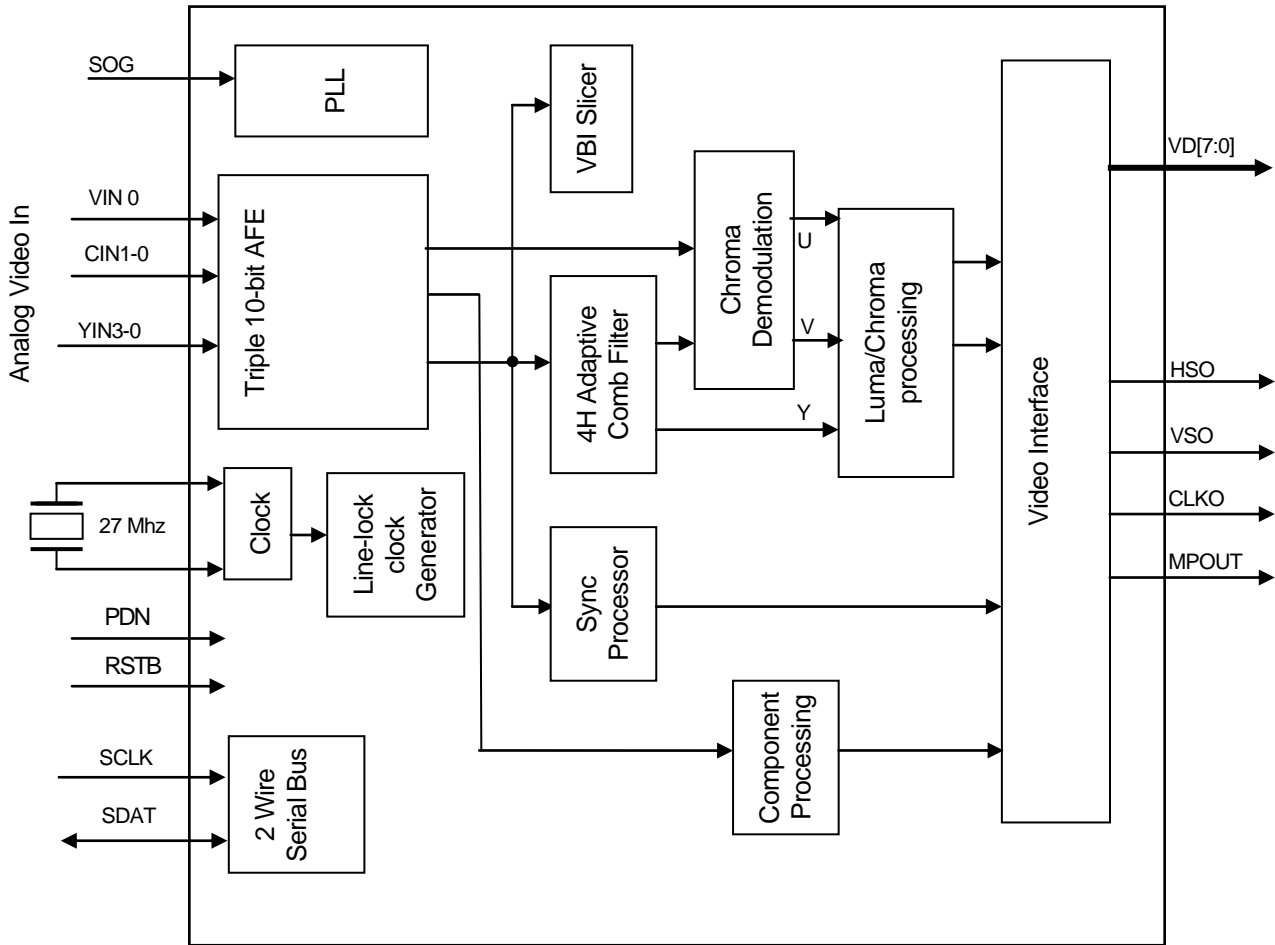 SOG
PLL
VBI Slicer
Analog Video In
VIN 0
CIN1-0
YIN3-0
Triple 10-bit AFE
4H Adaptive
Comb Filter
Chroma
Demodulation
U
V
Y
Luma/Chroma
processing
Video Interface
VD[7:0]
HSO
VSO
CLKO
MPOUT
27 Mhz
Clock
Line-lock
clock
Generator
Sync
Processor
PDN
RSTB
SCLK
SDAT
2 Wire
Serial Bus
Component
Processing